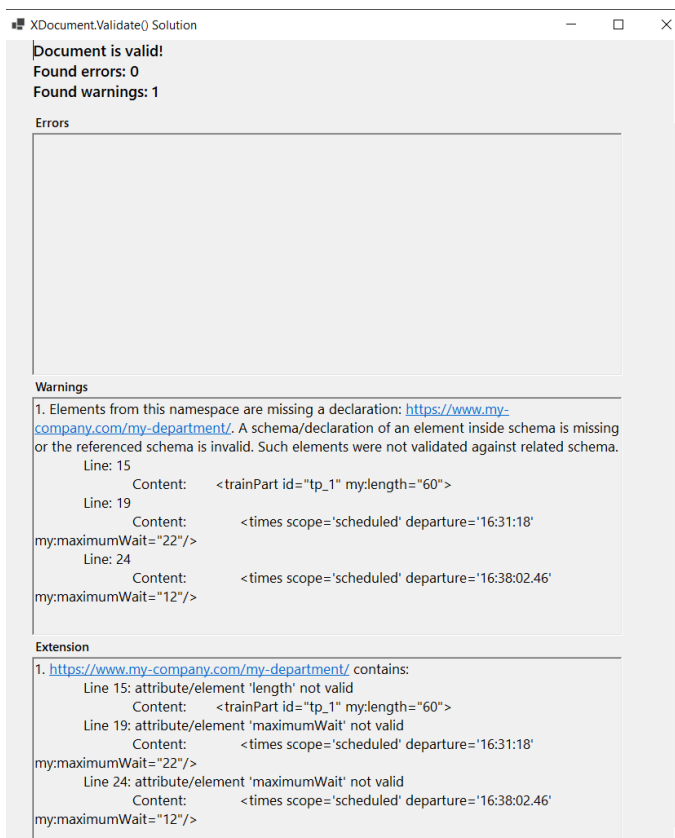 XDocument.Validate() Solution
Document is valid!
Found errors: 0
Found warnings: 1
Errors
Warnings
1. Elements from this namespace are missing a declaration: https://www.my-
company.com/my-department/. A schema/declaration of an element inside schema is missing
or the referenced schema is invalid. Such elements were not validated against related schema.
Line: 15
Content: <trainPart id="tp_1" my:length="60">
Line: 19
Content: <times scope='scheduled' departure='16:31:18'
my:maximumWait="22"/>
Line: 24
Content: <times scope='scheduled' departure='16:38:02.46'
my:maximumWait="12"/>
Extension
1. https://www.my-company.com/my-department/ contains:
Line 15: attribute/element 'length' not valid
Content: <trainPart id="tp_1" my:length="60">
Line 19: attribute/element 'maximumWait' not valid
Content: <times scope='scheduled' departure='16:31:18'
my:maximumWait="22"/>
Line 24: attribute/element 'maximumWait' not valid
Content: <times scope='scheduled' departure='16:38:02.46'
my:maximumWait="12"/>